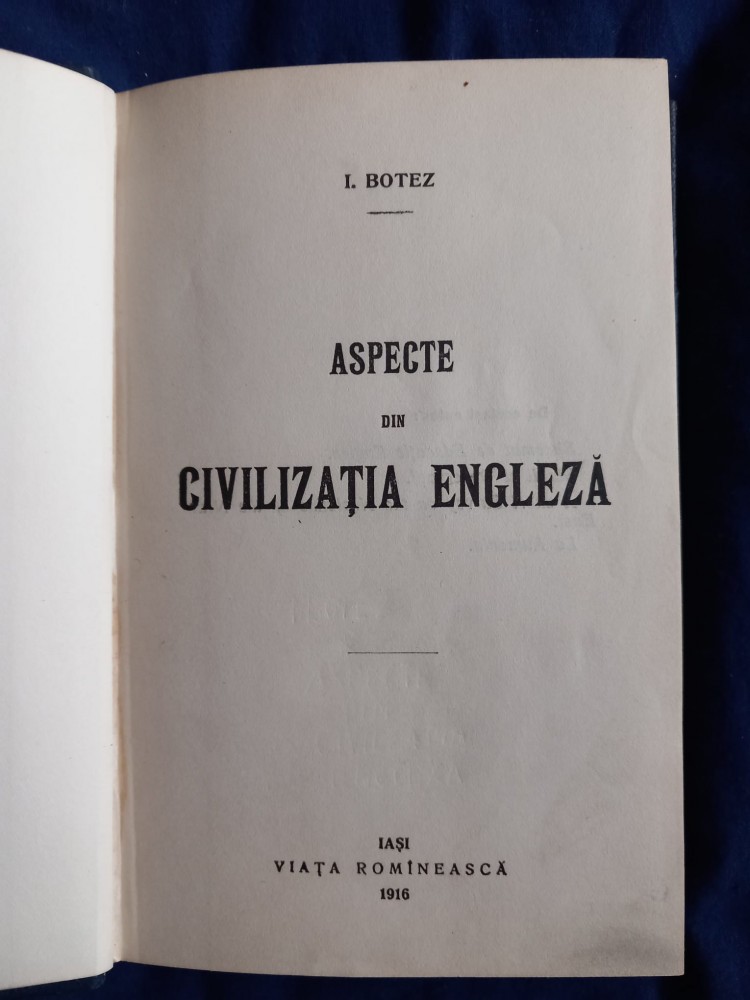 I. BOTEZ
ASPECTE
DIN
CIVILIZAȚIA ENGLEZĂ
IAȘI
VIAȚA ROMÎNEASCĂ
1916